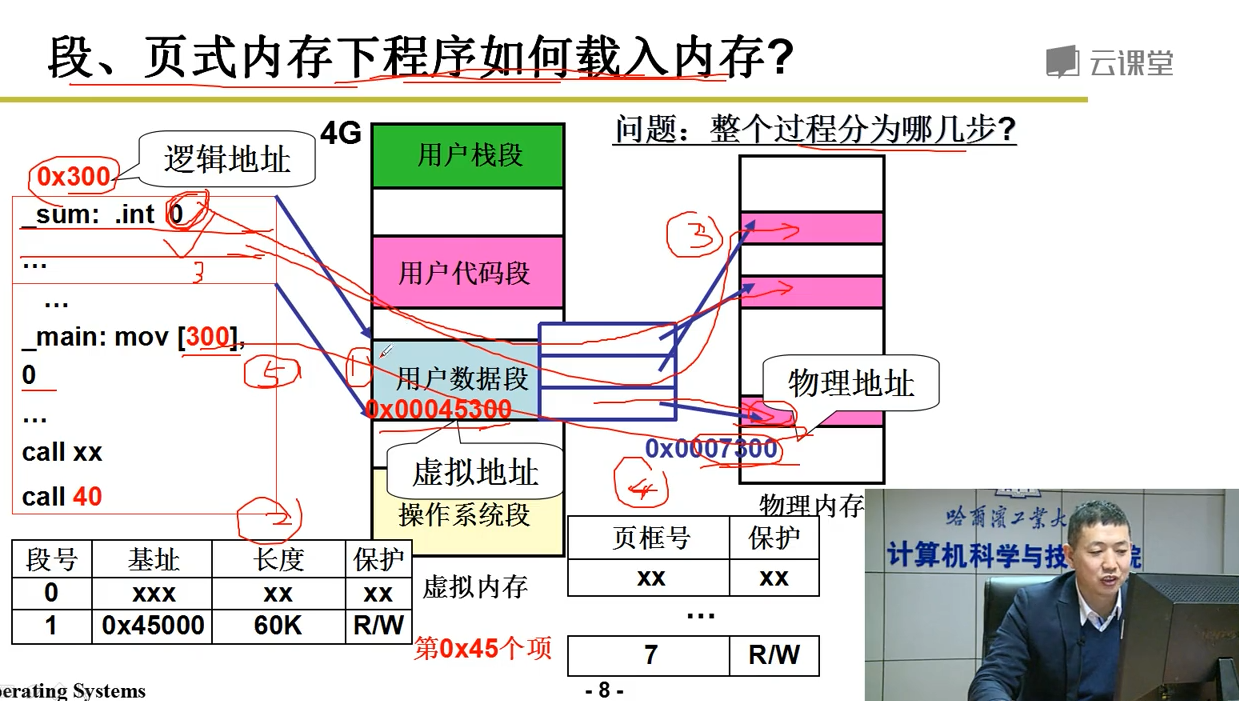 段、页式内存下程序如何载入内存?
云课堂
问题：整个过程分为哪几步?
逻辑地址
0x300
_sum: .int 0
...
3
...
_main: mov [300],
0
...
call xx
call 40
4G
用户栈段
用户代码段
用户数据段
0x00045300
虚拟地址
操作系统段
虚拟内存
1
2
3
4
5
物理地址
0x0007300
物理内存
段号 基址 长度 保护
0 xxx xx xx
1 0x45000 60K R/W
第0x45个项
页框号 保护
xx xx
...
7 R/W
哈尔滨工业大
计算机科学与技 院
perating Systems
- 8 -